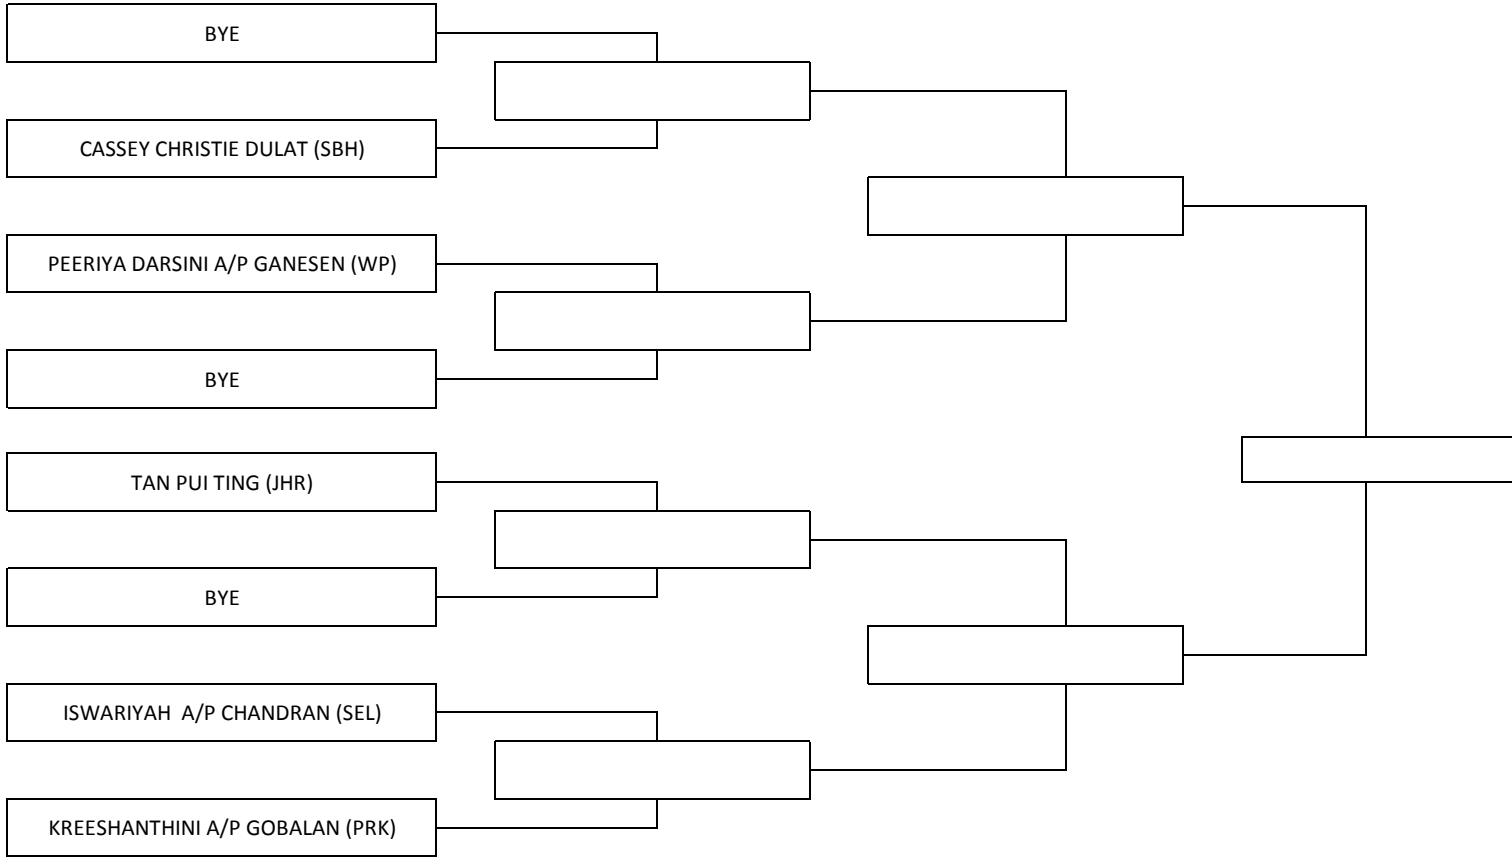 BYE
CASSEY CHRISTIE DULAT (SBH)
PEERIYA DARSINI A/P GANESEN (WP)
BYE
TAN PUI TING (JHR)
BYE
ISWARIYAH  A/P CHANDRAN (SEL)
KREESHANTHINI A/P GOBALAN (PRK)